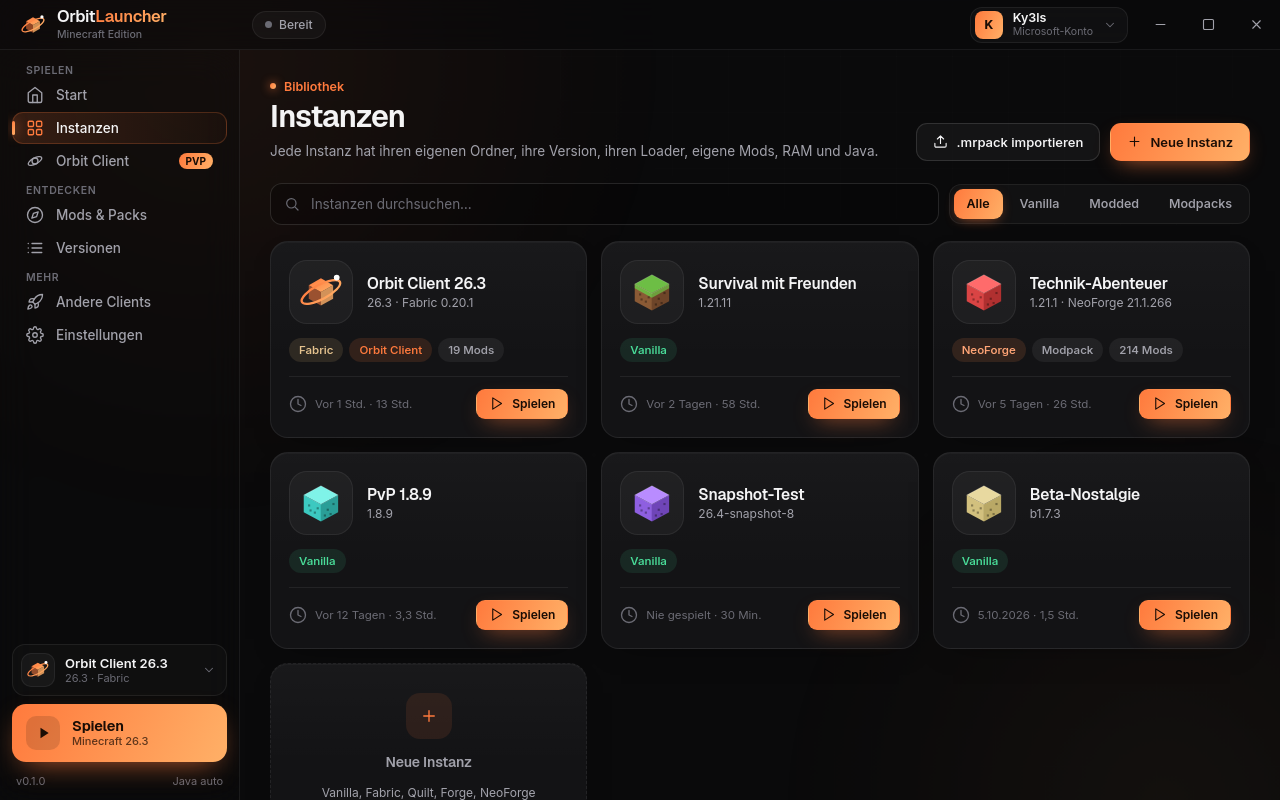 OrbitLauncher
Minecraft Edition
Bereit
K
Ky3ls
Microsoft-Konto
SPIELEN
Start
Instanzen
Orbit Client
PVP
ENTDECKEN
Mods & Packs
Versionen
MEHR
Andere Clients
Einstellungen
Orbit Client 26.3
26.3 · Fabric
Spielen
Minecraft 26.3
v0.1.0
Java auto
Bibliothek
Instanzen
Jede Instanz hat ihren eigenen Ordner, ihre Version, ihren Loader, eigene Mods, RAM und Java.
.mrpack importieren
Neue Instanz
Instanzen durchsuchen...
Alle
Vanilla
Modded
Modpacks
Orbit Client 26.3
26.3 · Fabric 0.20.1
Fabric
Orbit Client
19 Mods
Vor 1 Std. · 13 Std.
Spielen
Survival mit Freunden
1.21.11
Vanilla
Vor 2 Tagen · 58 Std.
Spielen
Technik-Abenteuer
1.21.1 · NeoForge 21.1.266
NeoForge
Modpack
214 Mods
Vor 5 Tagen · 26 Std.
Spielen
PvP 1.8.9
1.8.9
Vanilla
Vor 12 Tagen · 3,3 Std.
Spielen
Snapshot-Test
26.4-snapshot-8
Vanilla
Nie gespielt · 30 Min.
Spielen
Beta-Nostalgie
b1.7.3
Vanilla
5.10.2026 · 1,5 Std.
Spielen
Neue Instanz
Vanilla, Fabric, Quilt, Forge, NeoForge